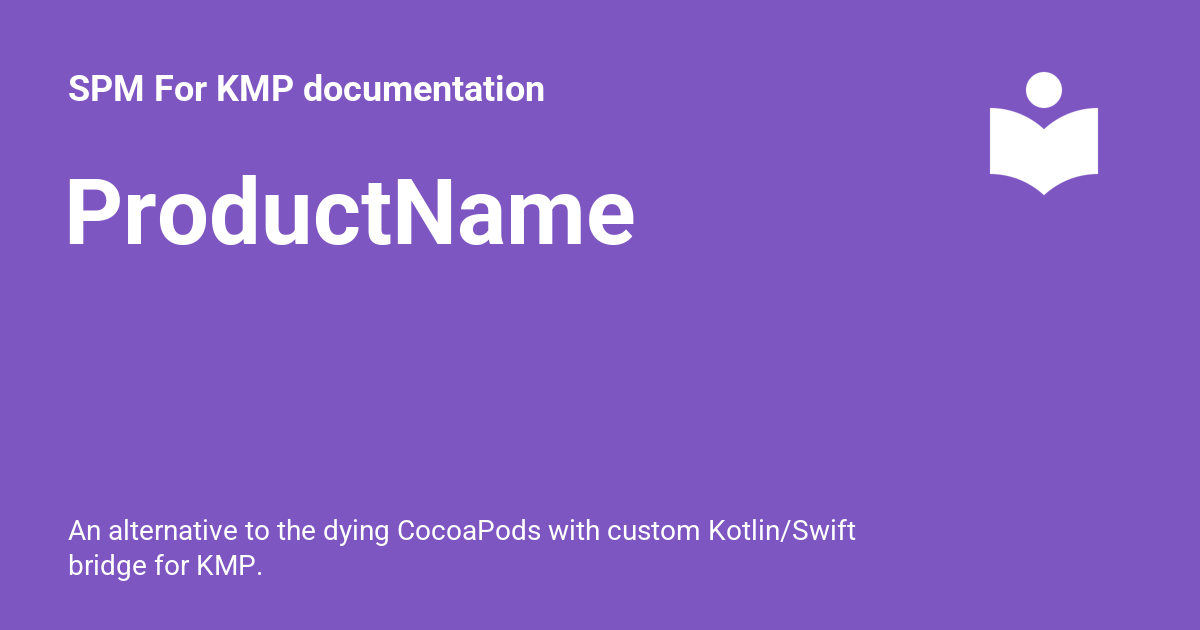 SPM For KMP documentation
ProductName
An alternative to the dying CocoaPods with custom Kotlin/Swift
bridge for KMP.